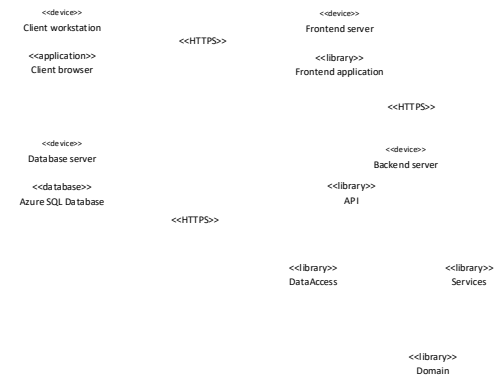 <<device>>
Client workstation
<<application>>
Client browser
<<HTTPS>>
<<device>>
Frontend server
<<library>>
Frontend application
<<HTTPS>>
<<device>>
Database server
<<database>>
Azure SQL Database
<<HTTPS>>
<<device>>
Backend server
<<library>>
API
<<library>>
DataAccess
<<library>>
Services
<<library>>
Domain